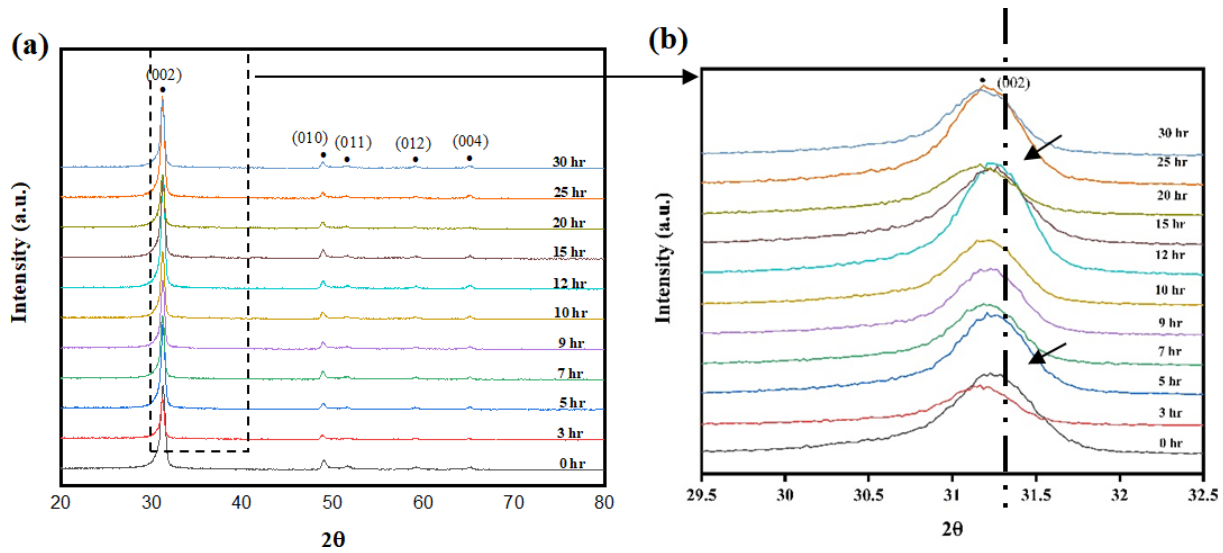 (a)
(002)
(010)
(011)
(012)
(004)
30 hr
25 hr
20 hr
15 hr
12 hr
10 hr
9 hr
7 hr
5 hr
3 hr
0 hr
Intensity (a.u.)
20 30 40 50 60 70 80
2θ
(b)
(002)
30 hr
25 hr
20 hr
15 hr
12 hr
10 hr
9 hr
7 hr
5 hr
3 hr
0 hr
Intensity (a.u.)
29.5 30 30.5 31 31.5 32 32.5
2θ